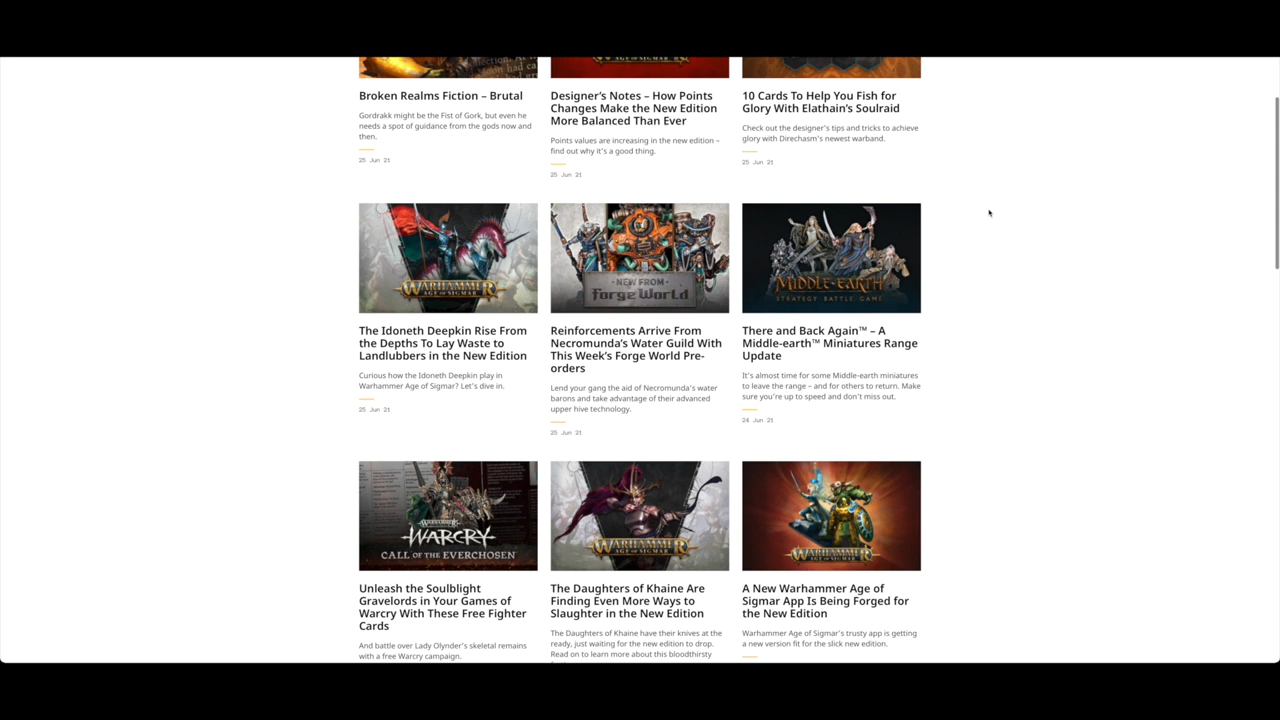 AGE OF SIGMAR
Broken Realms Fiction – Brutal
Gordrakk might be the Fist of Gork, but even he
needs a spot of guidance from the gods now and
then.
25 Jun 21
Designer's Notes – How Points
Changes Make the New Edition
More Balanced Than Ever
Points values are increasing in the new edition –
find out why it's a good thing.
25 Jun 21
10 Cards To Help You Fish for
Glory With Elathain's Soulraid
Check out the designer's tips and tricks to achieve
glory with Direchasm's newest warband.
25 Jun 21
WARHAMMER
AGE OF SIGMAR
The Idoneth Deepkin Rise From
the Depths To Lay Waste to
Landlubbers in the New Edition
Curious how the Idoneth Deepkin play in
Warhammer Age of Sigmar? Let's dive in.
25 Jun 21
NEW FROM
Forge World
Reinforcements Arrive From
Necromunda's Water Guild With
This Week's Forge World Pre-
orders
Lend your gang the aid of Necromunda's water
barons and take advantage of their advanced
upper hive technology.
25 Jun 21
MIDDLE-EARTH
STRATEGY BATTLE GAME
There and Back Again™ – A
Middle-earth™ Miniatures Range
Update
It's almost time for some Middle-earth miniatures
to leave the range – and for others to return. Make
sure you're up to speed and don't miss out.
24 Jun 21
WARHAMMER
WARCRY
CALL OF THE EVERCHOSEN
Unleash the Soulblight
Gravelords in Your Games of
Warcry With These Free Fighter
Cards
And battle over Lady Olynder's skeletal remains
with a free Warcry campaign.
WARHAMMER
AGE OF SIGMAR
The Daughters of Khaine Are
Finding Even More Ways to
Slaughter in the New Edition
The Daughters of Khaine have their knives at the
ready, just waiting for the new edition to drop.
Read on to learn more about this bloodthirsty
WARHAMMER
AGE OF SIGMAR
A New Warhammer Age of
Sigmar App Is Being Forged for
the New Edition
Warhammer Age of Sigmar's trusty app is getting
a new version fit for the slick new edition.